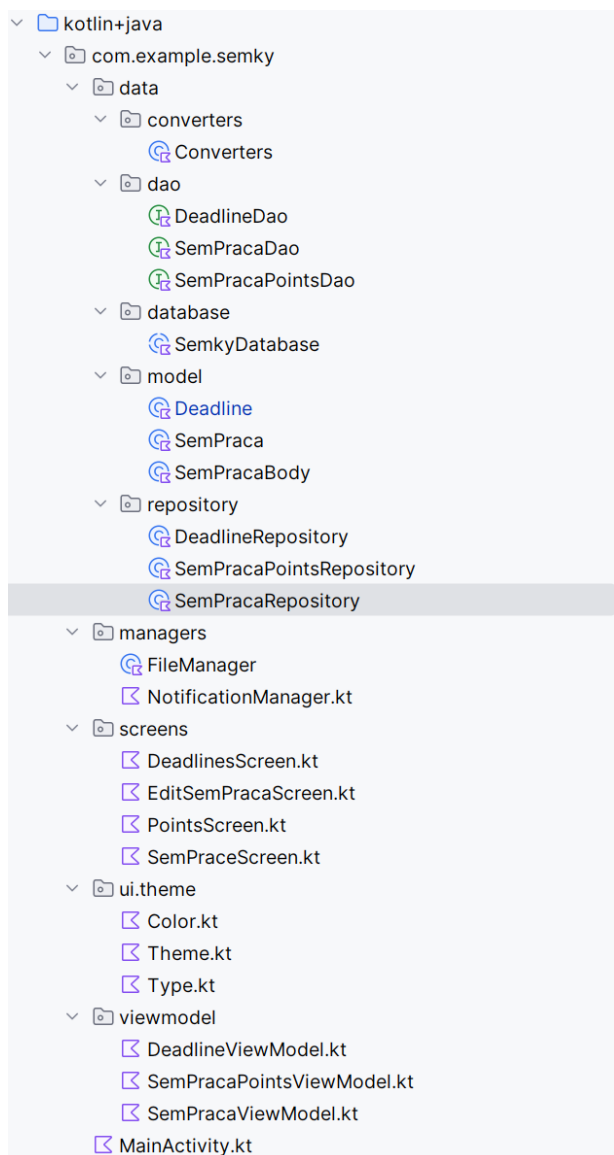 kotlin+java
com.example.semky
data
converters
Converters
dao
DeadlineDao
SemPracaDao
SemPracaPointsDao
database
SemkyDatabase
model
Deadline
SemPraca
SemPracaBody
repository
DeadlineRepository
SemPracaPointsRepository
SemPracaRepository
managers
FileManager
NotificationManager.kt
screens
DeadlinesScreen.kt
EditSemPracaScreen.kt
PointsScreen.kt
SemPraceScreen.kt
ui.theme
Color.kt
Theme.kt
Type.kt
viewmodel
DeadlineViewModel.kt
SemPracaPointsViewModel.kt
SemPracaViewModel.kt
MainActivity.kt